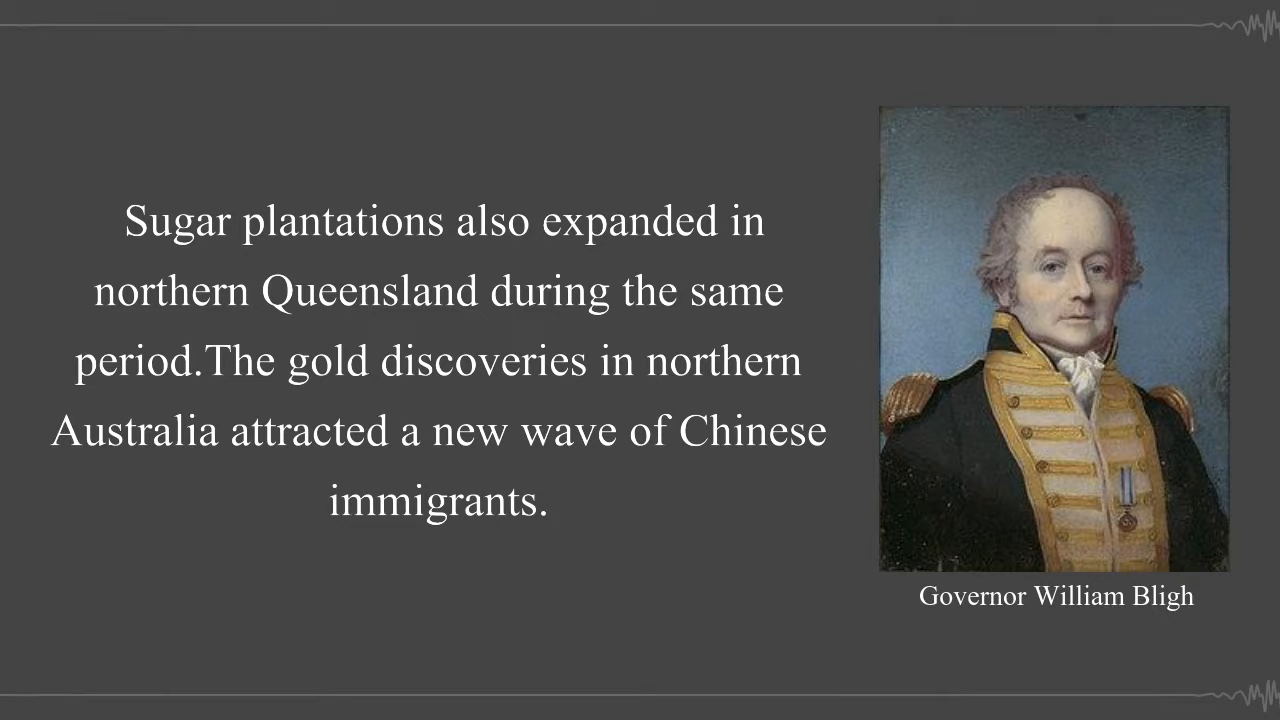 Sugar plantations also expanded in
northern Queensland during the same
period.The gold discoveries in northern
Australia attracted a new wave of Chinese
immigrants.
Governor William Bligh